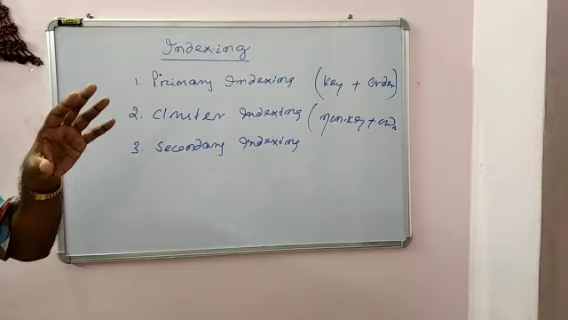 Indexing
1. Primary Indexing (key + order)
2. Cluster Indexing (non-key + order
3. Secondary Indexing